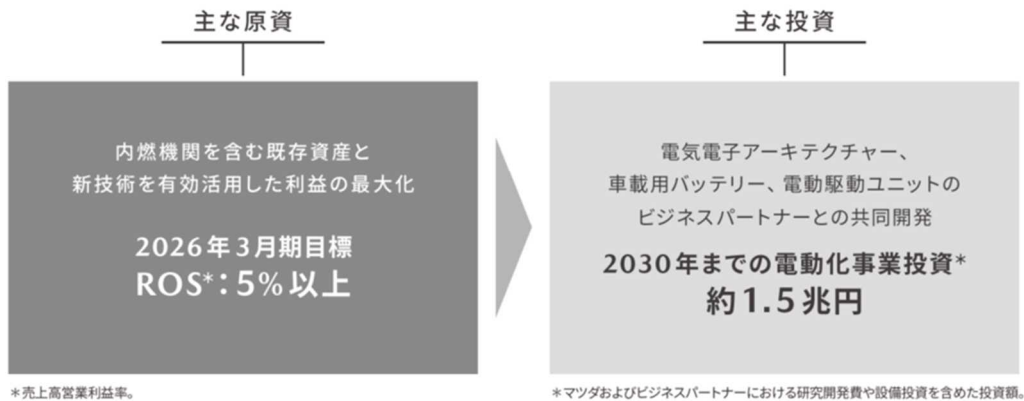 主な原資
内燃機関を含む既存資産と
新技術を有効活用した利益の最大化
2026年3月期目標
ROS*:5%以上
*売上高営業利益率。
主な投資
電気電子アーキテクチャー、
車載用バッテリー、電動駆動ユニットの
ビジネスパートナーとの共同開発
2030年までの電動化事業投資*
約1.5兆円
*マツダおよびビジネスパートナーにおける研究開発費や設備投資を含めた投資額。